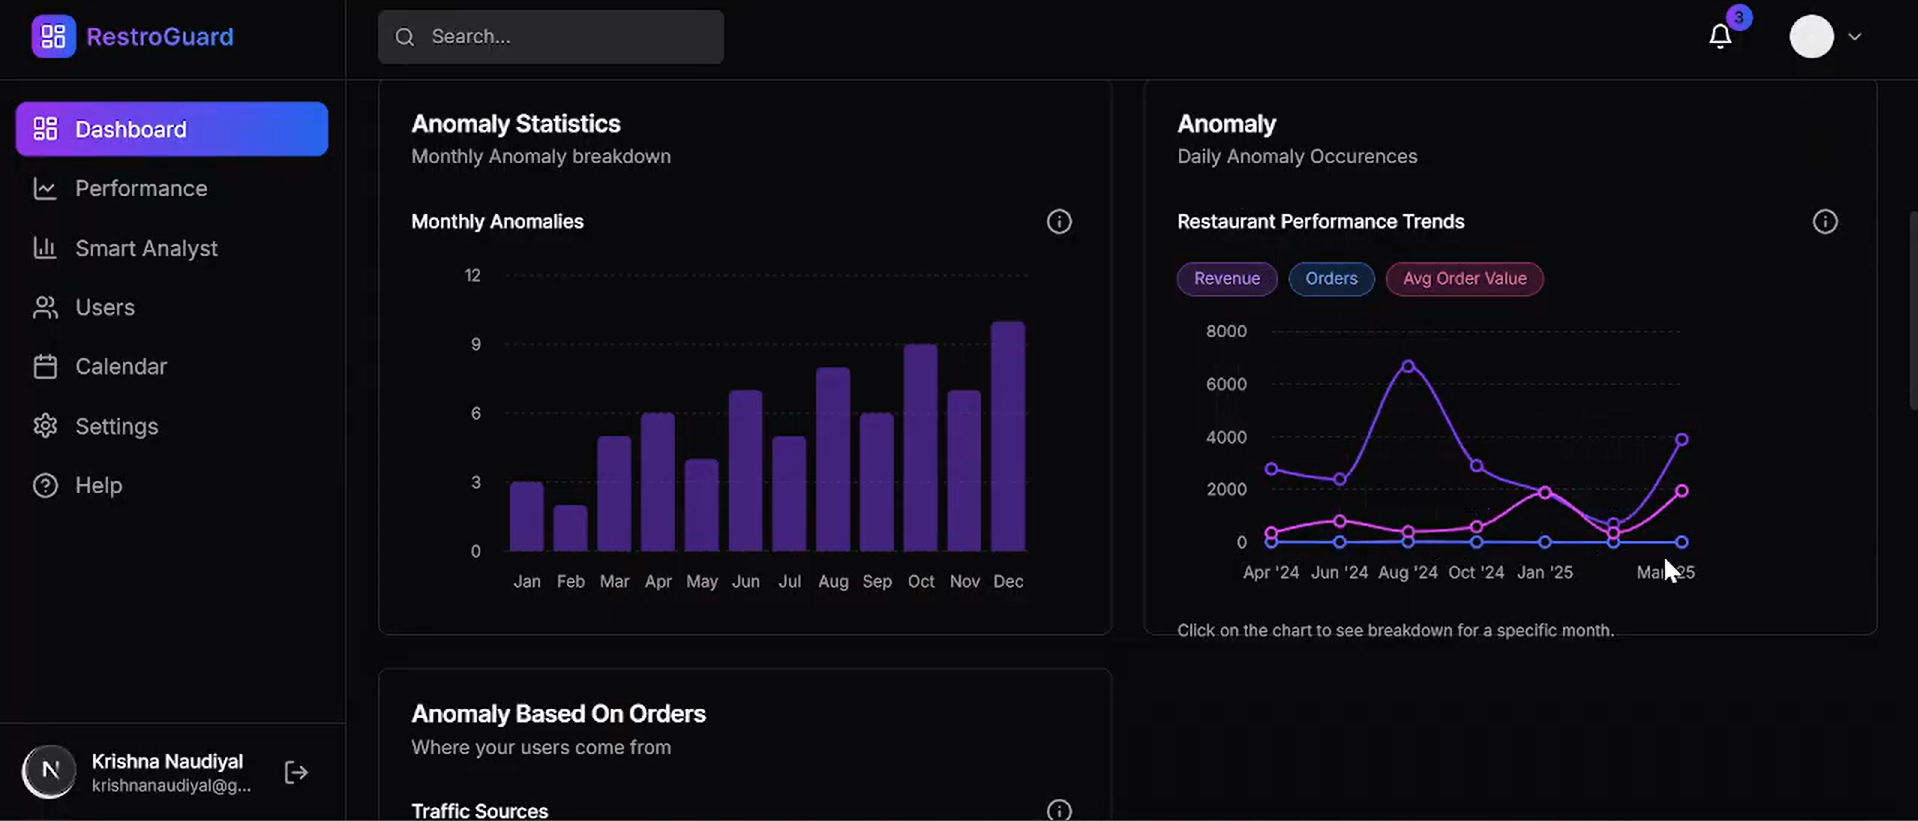 RestroGuard
Search...
3
Dashboard
Performance
Smart Analyst
Users
Calendar
Settings
Help
Krishna Naudiyal
krishnanaudiyal@g...
Anomaly Statistics
Monthly Anomaly breakdown
Monthly Anomalies
12
9
6
3
0
Jan Feb Mar Apr May Jun Jul Aug Sep Oct Nov Dec
Anomaly
Daily Anomaly Occurences
Restaurant Performance Trends
Revenue Orders Avg Order Value
8000
6000
4000
2000
0
Apr '24 Jun '24 Aug '24 Oct '24 Jan '25 Mar '25
Click on the chart to see breakdown for a specific month.
Anomaly Based On Orders
Where your users come from
Traffic Sources
N